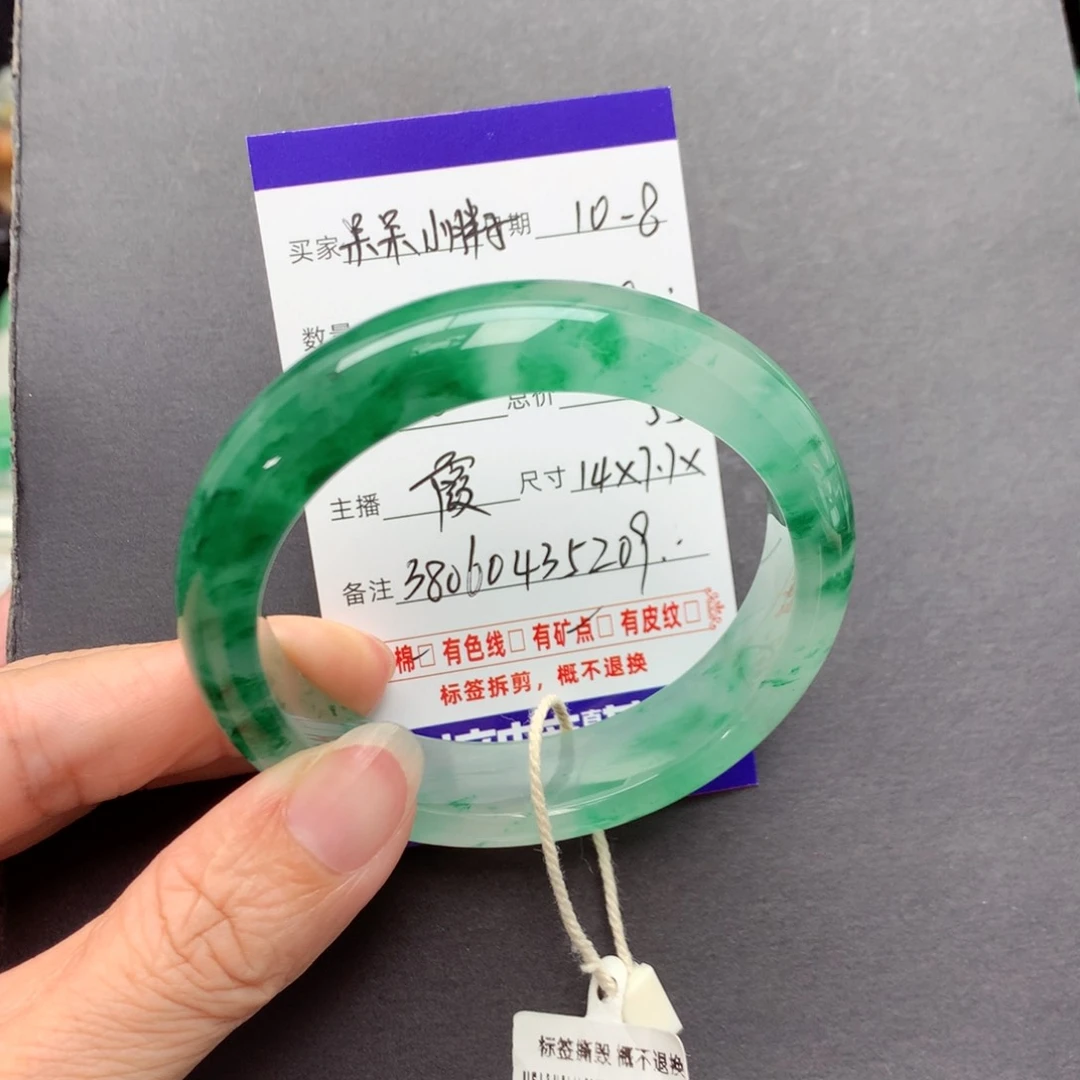 买家 呆呆小胖子 日期 10-8
数量
总价
主播 霞 尺寸 14x7.7x
备注 38060435209.
棉□ 有色线□ 有矿点□ 有皮纹□
标签拆剪，概不退换
标签撕毁 概不退换